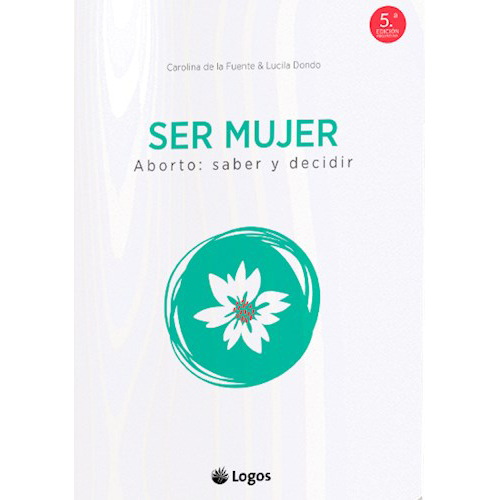 5.ª
EDICIÓN
Carolina de la Fuente & Lucila Dondo
SER MUJER
Aborto: saber y decidir
Logos